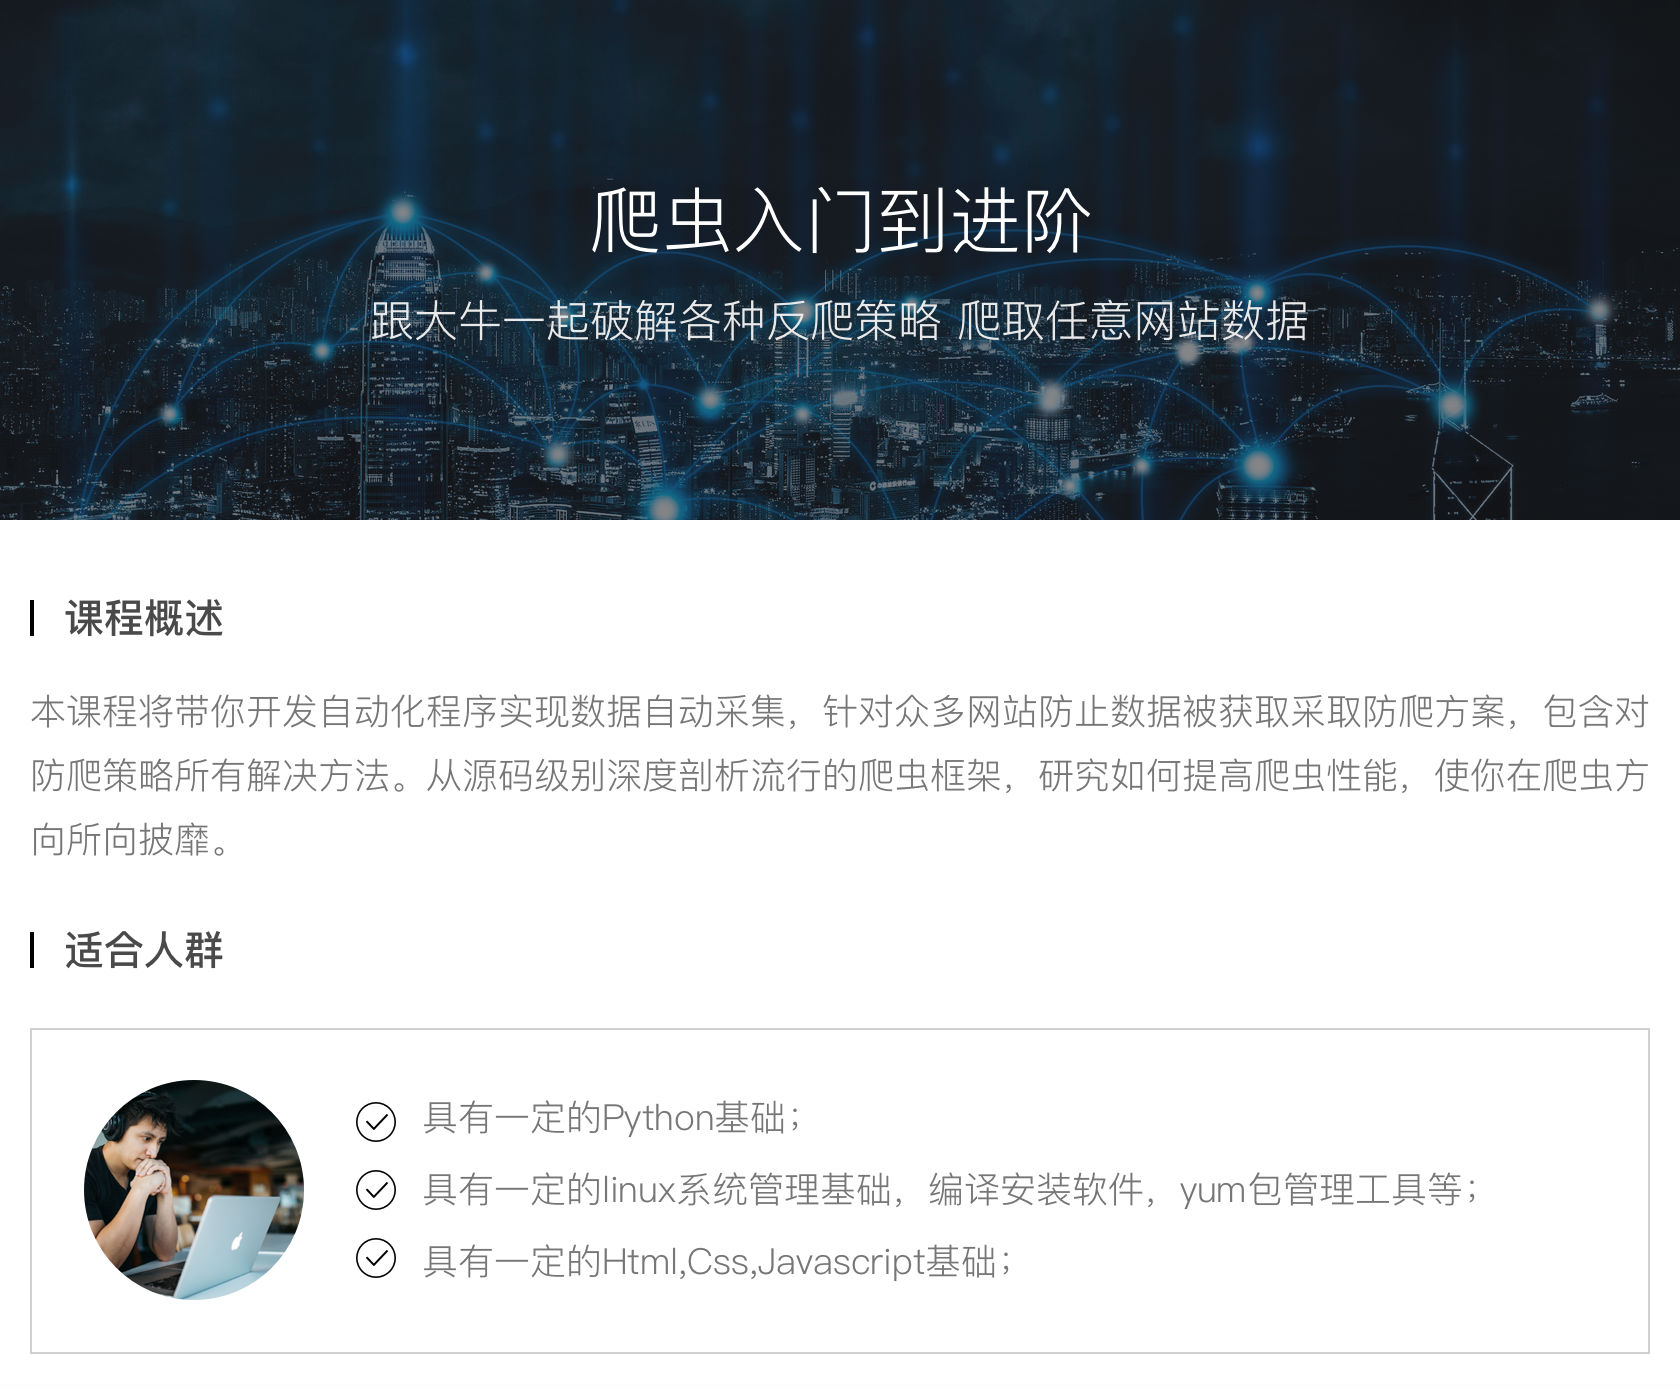 爬虫入门到进阶
跟大牛一起破解各种反爬策略 爬取任意网站数据
课程概述
本课程将带你开发自动化程序实现数据自动采集，针对众多网站防止数据被获取采取防爬方案，包含对
防爬策略所有解决方法。从源码级别深度剖析流行的爬虫框架，研究如何提高爬虫性能，使你在爬虫方
向所向披靡。
适合人群
具有一定的Python基础；
具有一定的linux系统管理基础，编译安装软件，yum包管理工具等；
具有一定的Html,Css,Javascript基础；